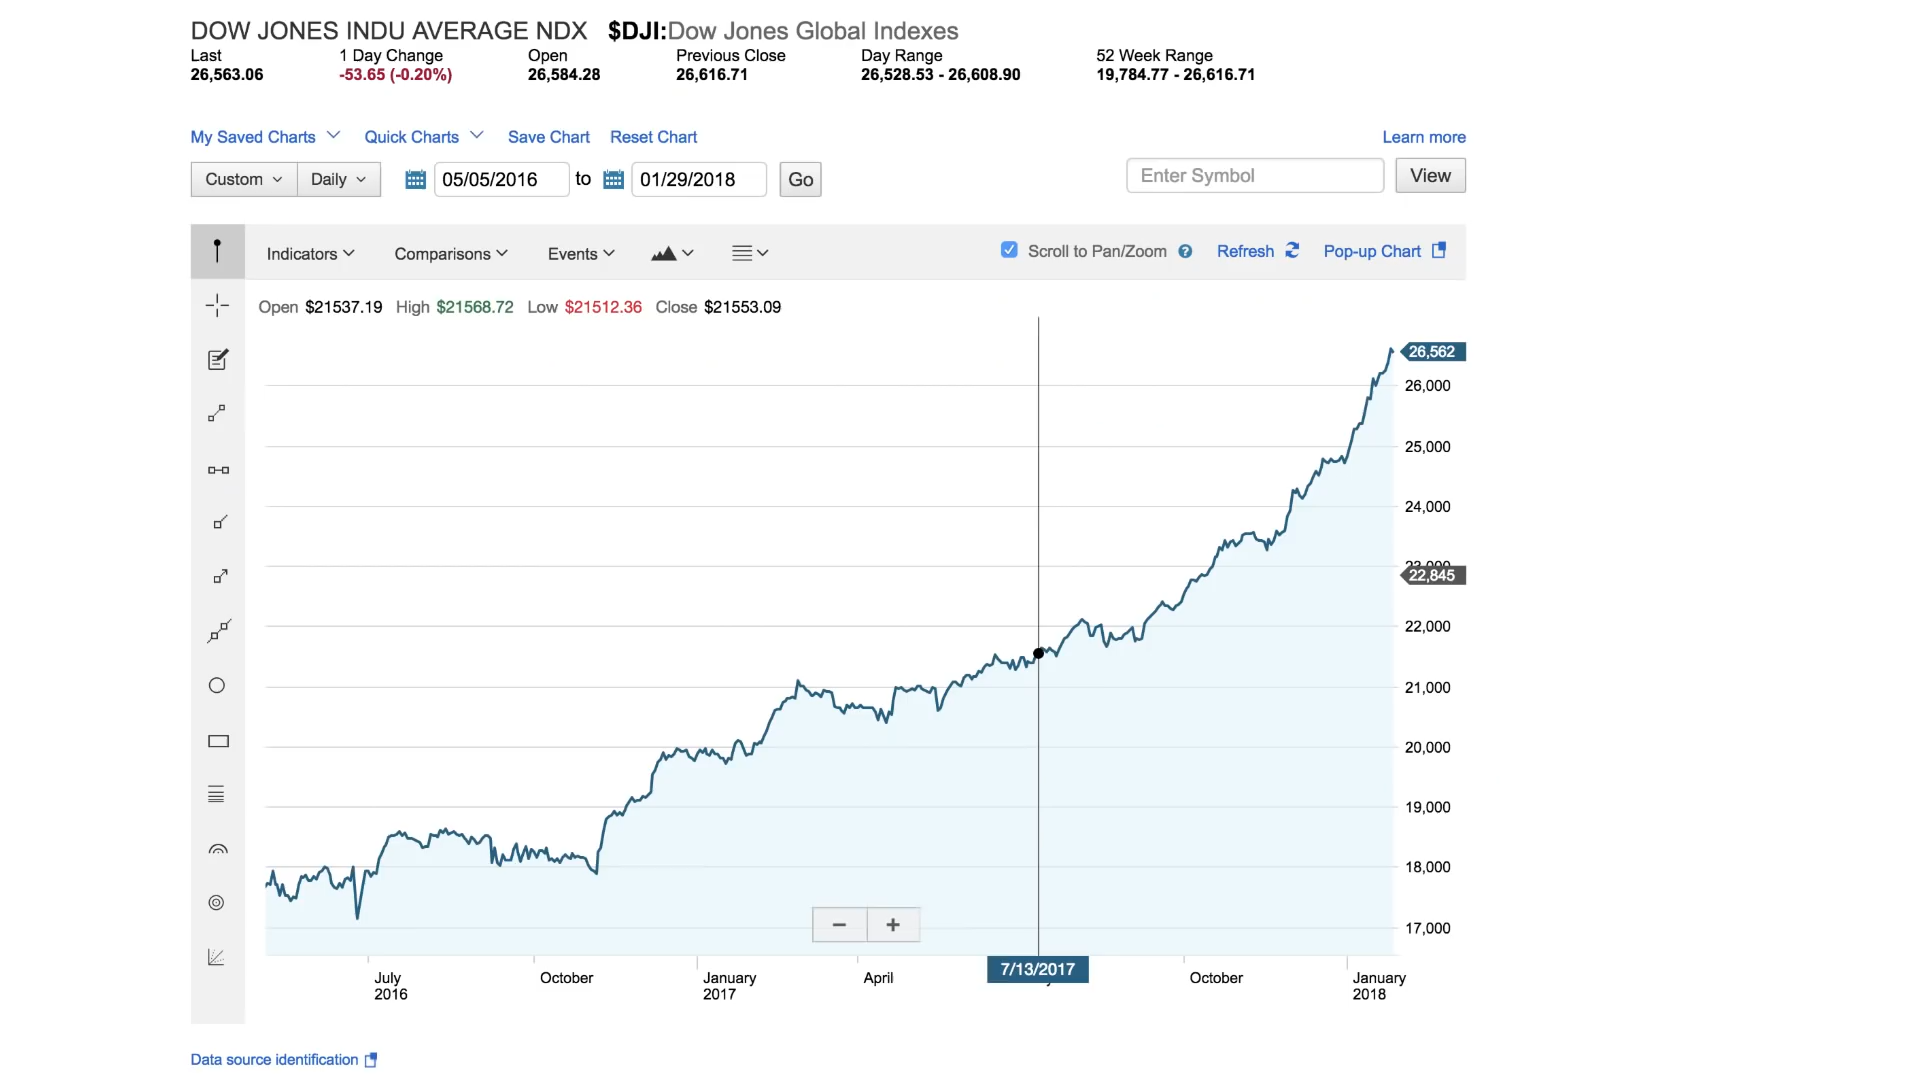 DOW JONES INDU AVERAGE NDX $DJI:Dow Jones Global Indexes
Last 1 Day Change Open Previous Close Day Range 52 Week Range
26,563.06 -53.65 (-0.20%) 26,584.28 26,616.71 26,528.53 - 26,608.90 19,784.77 - 26,616.71
My Saved Charts Quick Charts Save Chart Reset Chart Learn more
Custom Daily 05/05/2016 to 01/29/2018 Go Enter Symbol View
Indicators Comparisons Events Scroll to Pan/Zoom ? Refresh Pop-up Chart
Open $21537.19 High $21568.72 Low $21512.36 Close $21553.09
26,562
26,000
25,000
24,000
23,000
22,845
22,000
21,000
20,000
19,000
18,000
17,000
7/13/2017
July October January April October January
2016 2017 2018
Data source identification